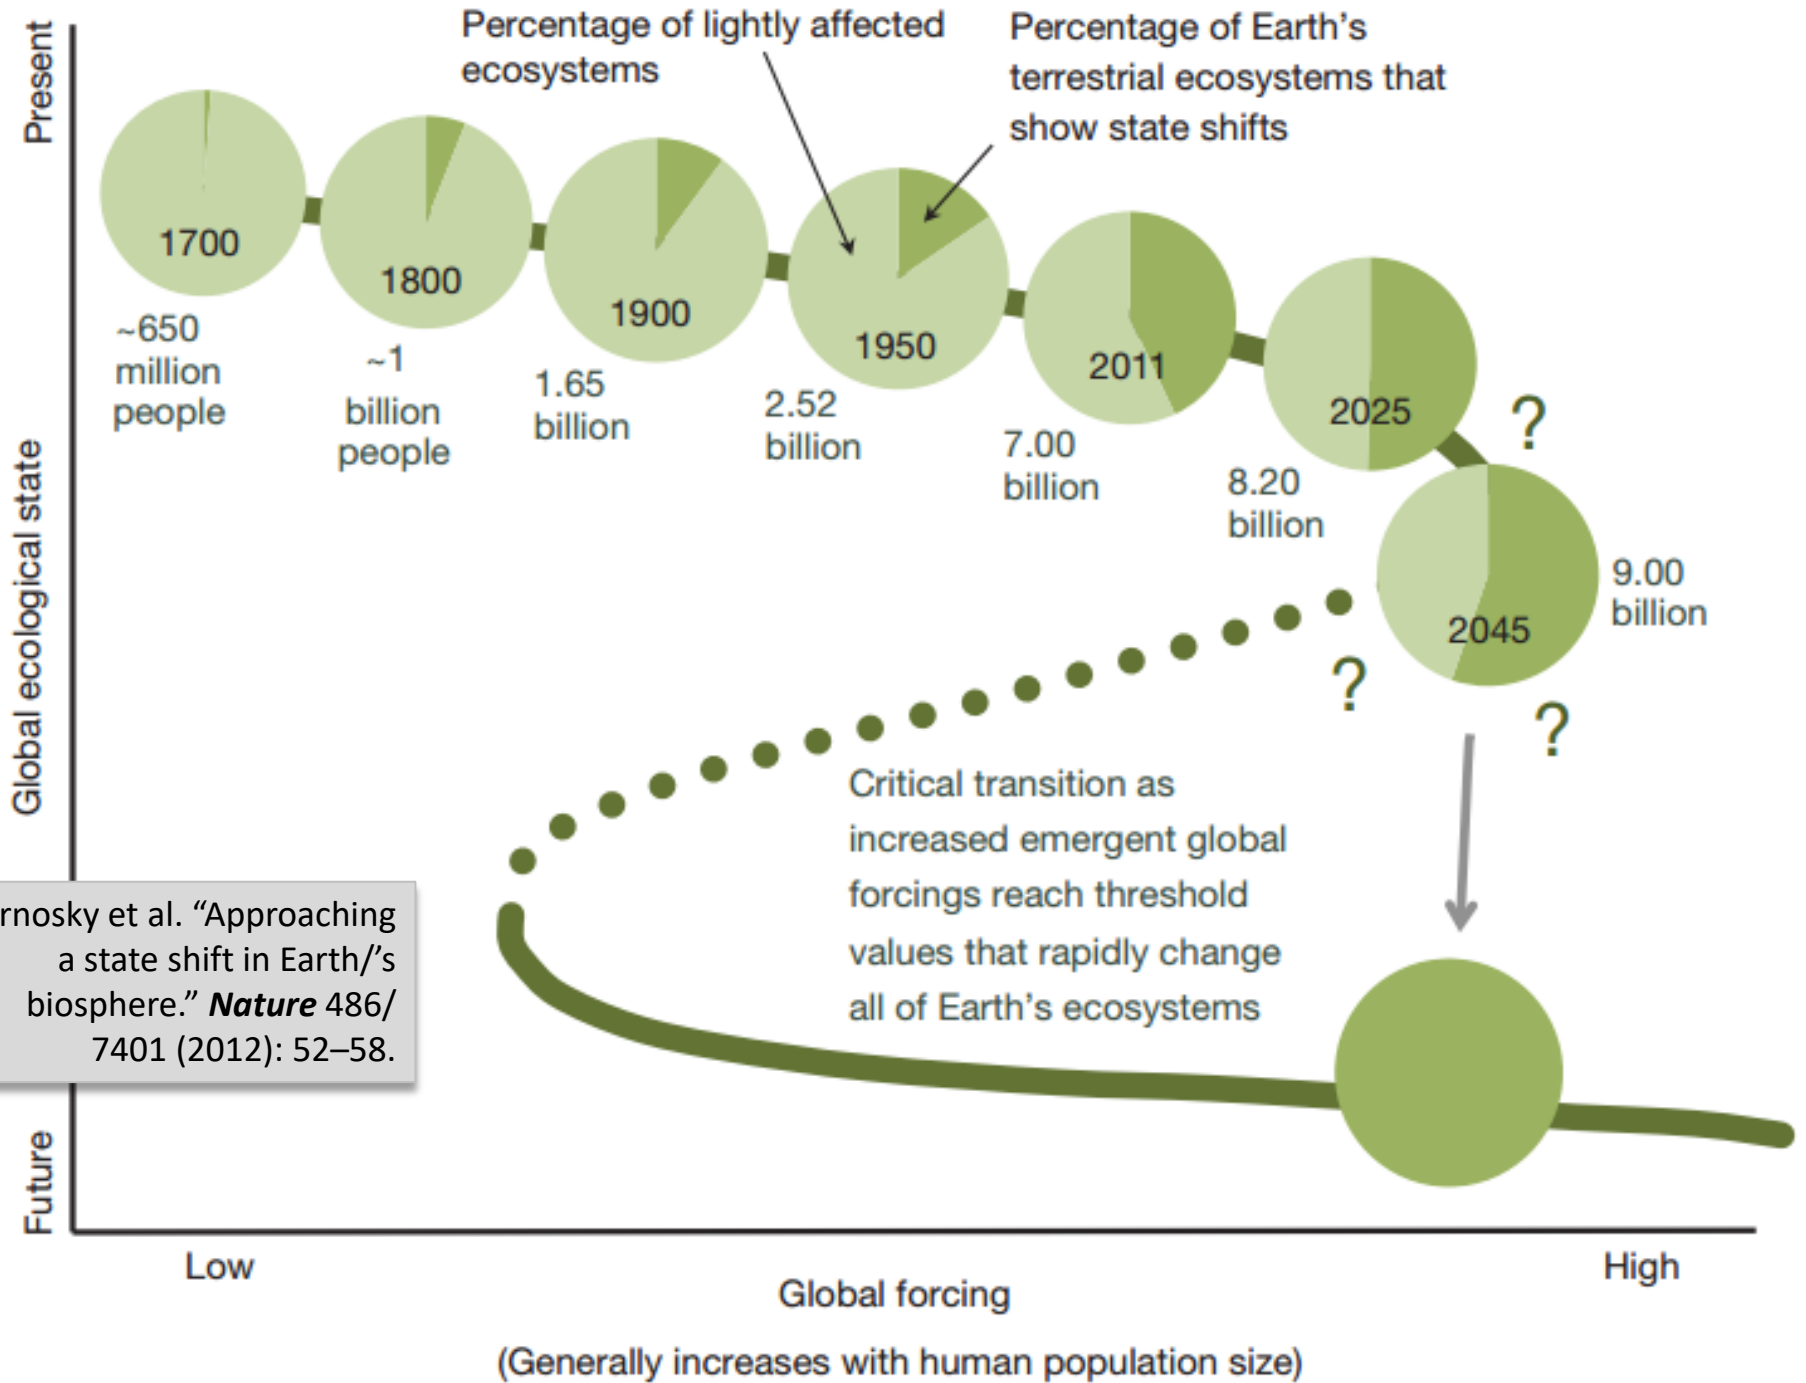 Percentage of lightly affected
ecosystems
Percentage of Earth's
terrestrial ecosystems that
show state shifts
Present
Global ecological state
Future
1700
~650
million
people
1800
~1
billion
people
1900
1.65
billion
1950
2.52
billion
2011
7.00
billion
2025
8.20
billion
?
2045
9.00
billion
?
?
Critical transition as
increased emergent global
forcings reach threshold
values that rapidly change
all of Earth's ecosystems
rnosky et al. “Approaching
a state shift in Earth/’s
biosphere.” Nature 486/
7401 (2012): 52–58.
Low
High
Global forcing
(Generally increases with human population size)